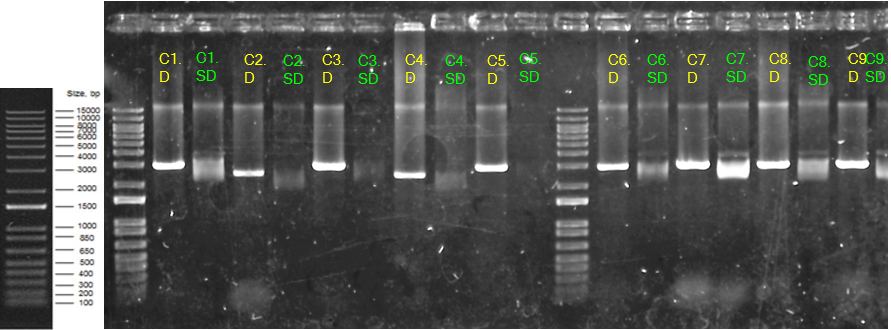 Size, bp
15000
10000
8000
7000
6000
5000
4000
3000
2000
1500
1000
850
650
500
400
300
200
100
C1.
D
C1.
SD
C2.
D
C2.
SD
C3.
D
C3.
SD
C4.
D
C4.
SD
C5.
D
C5.
SD
C6.
D
C6.
SD
C7.
D
C7.
SD
C8.
D
C8.
SD
C9
D
C9.
SD